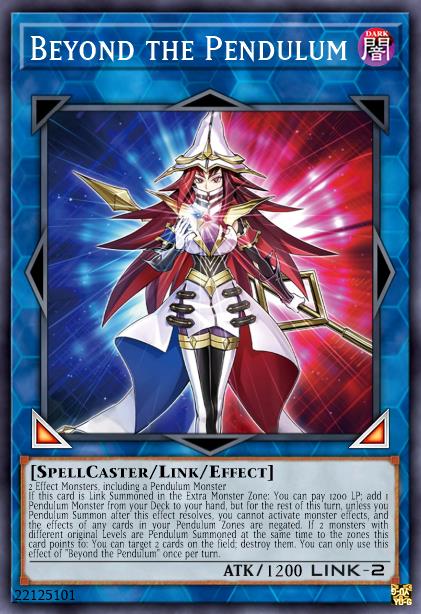 BEYOND THE PENDULUM
DARK
闇
[SPELLCASTER/LINK/EFFECT]
2 Effect Monsters, including a Pendulum Monster
If this card is Link Summoned in the Extra Monster Zone: You can pay 1200 LP; add 1
Pendulum Monster from your Deck to your hand, but for the rest of this turn, unless you
Pendulum Summon after this effect resolves, you cannot activate monster effects, and
the effects of any cards in your Pendulum Zones are negated. If 2 monsters with
different original Levels are Pendulum Summoned at the same time to the zones this
card points to: You can target 2 cards on the field; destroy them. You can only use this
effect of "Beyond the Pendulum" once per turn.
ATK/1200 LINK-2
22125101